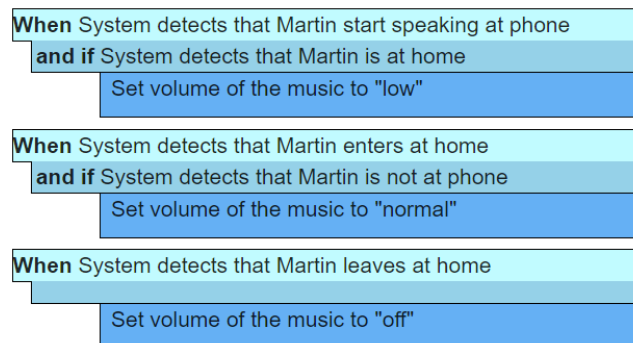 When System detects that Martin start speaking at phone
and if System detects that Martin is at home
Set volume of the music to "low"
When System detects that Martin enters at home
and if System detects that Martin is not at phone
Set volume of the music to "normal"
When System detects that Martin leaves at home
Set volume of the music to "off"